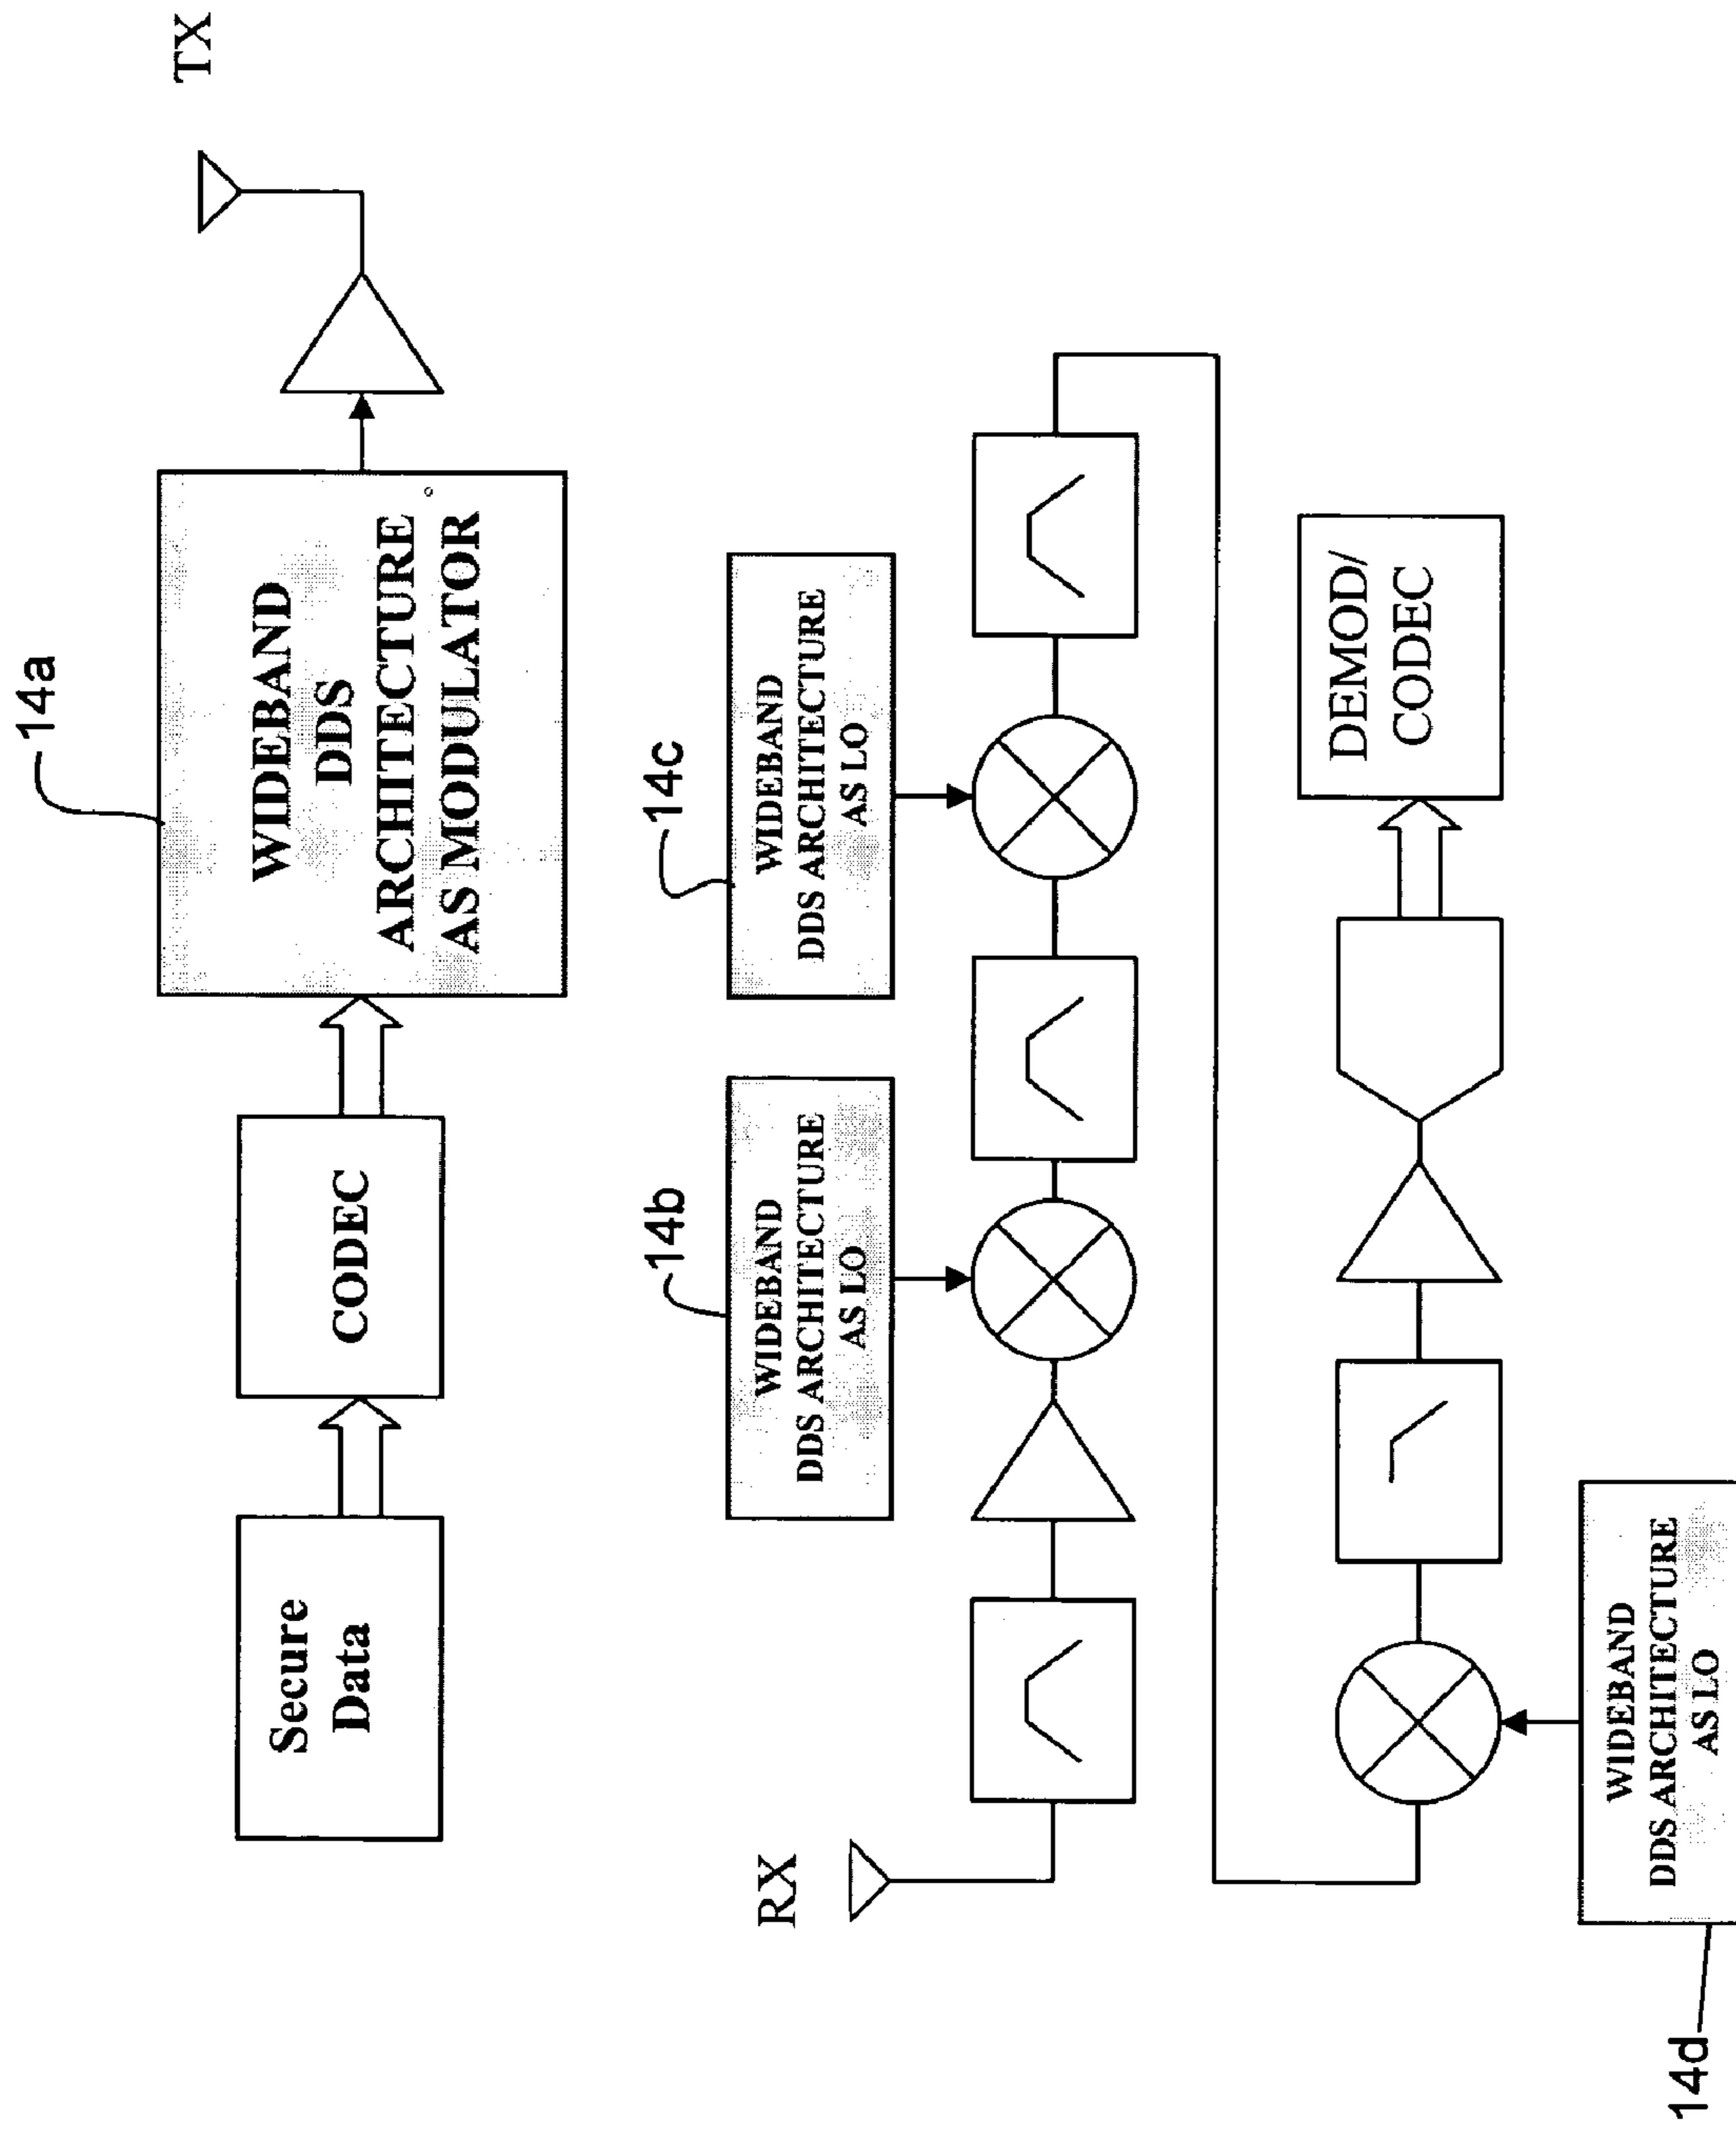 14a
TX
Secure
Data
CODEC
WIDEBAND
DDS
ARCHITECTURE
AS MODULATOR
14b
14c
RX
WIDEBAND
DDS ARCHITECTURE
AS LO
WIDEBAND
DDS ARCHITECTURE
AS LO
DEMOD/
CODEC
14d
WIDEBAND
DDS ARCHITECTURE
AS LO